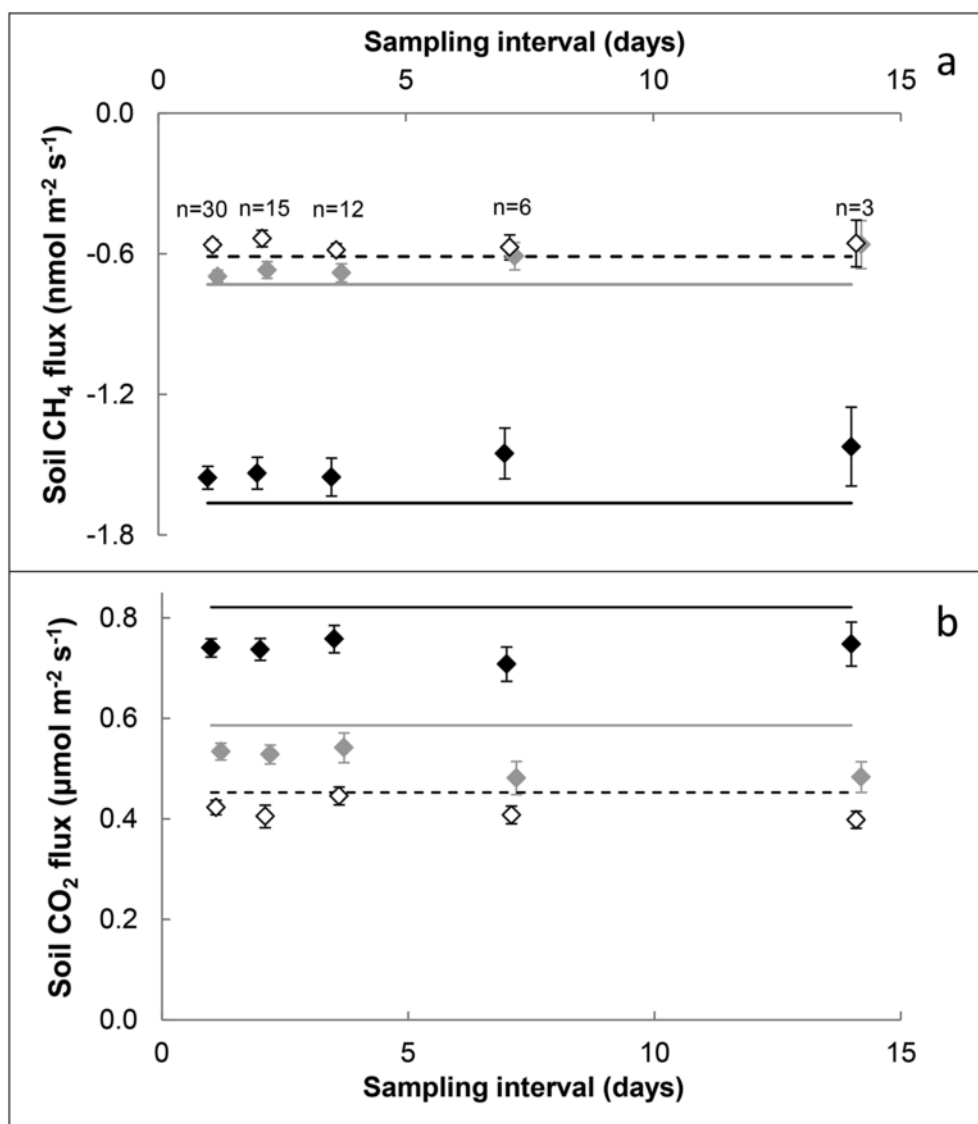 Sampling interval (days)
0 5 10 15
a
0.0
-0.6
-1.2
-1.8
Soil CH₄ flux (nmol m⁻² s⁻¹)
n=30 n=15 n=12 n=6 n=3
b
0.8
0.6
0.4
0.2
0.0
Soil CO₂ flux (µmol m⁻² s⁻¹)
0 5 10 15
Sampling interval (days)